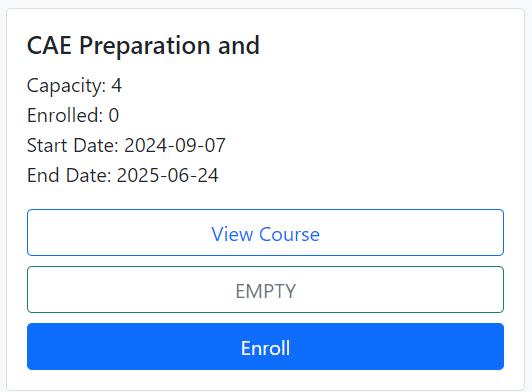 CAE Preparation and
Capacity: 4
Enrolled: 0
Start Date: 2024-09-07
End Date: 2025-06-24
View Course
EMPTY
Enroll